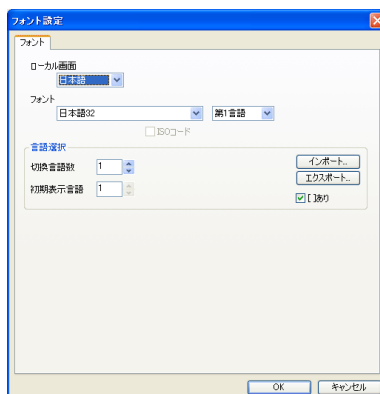 フォント設定
フォント
ローカル画面
日本語
フォント
日本語32 第1言語
ISOコード
言語選択
切換言語数 1 インポート..
エクスポート..
初期表示言語 1
[ ]あり
OK キャンセル